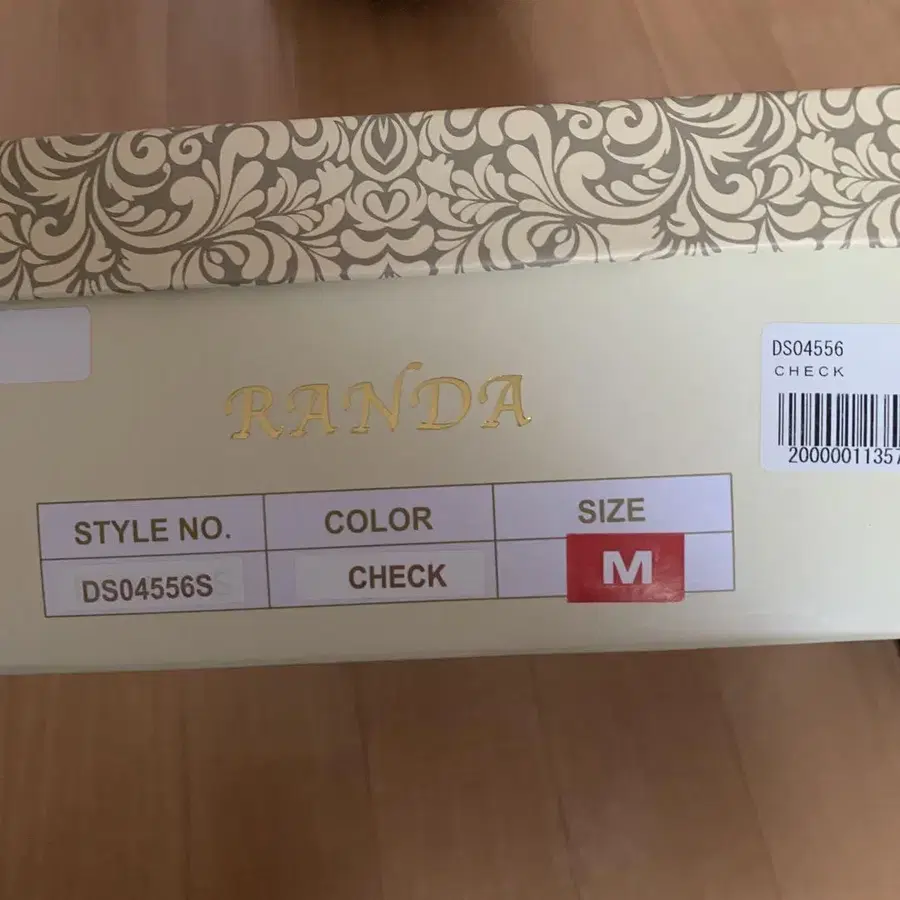 RANDA
DS04556
CHECK
STYLE NO. COLOR SIZE
DS04556S CHECK M